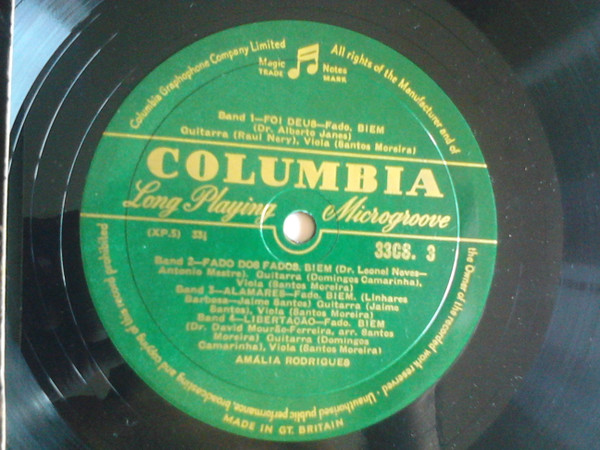 Columbia Graphophone Company Limited
All rights of the Manufacturer and of
the Owner of the recorded work reserved · Unauthorised public performance, broadcasting and copying of this record prohibited
Magic Notes
TRADE MARK
Band 1—FOI DEUS—Fado, BIEM
(Dr. Alberto Janes)
Guitarra (Raul Nery), Viola (Santos Moreira)
COLUMBIA
Long Playing Microgroove
(XP.5) 33⅓
33CS. 3
Band 2—FADO DOS FADOS, BIEM (Dr. Leonel Neves—
Antonio Mestre), Guitarra (Domingos Camarinha),
Viola (Santos Moreira)
Band 3—ALAMARES—Fado, BIEM, (Linhares
Barbosa—Jaime Santos) Guitarra (Jaime
Santos), Viola (Santos Moreira)
Band 4—LIBERTAÇÃO—Fado, BIEM
(Dr. David Mourão-Ferreira, arr. Santos
Moreira) Guitarra (Domingos
Camarinha), Viola (Santos Moreira)
AMÁLIA RODRIGUES
MADE IN GT. BRITAIN